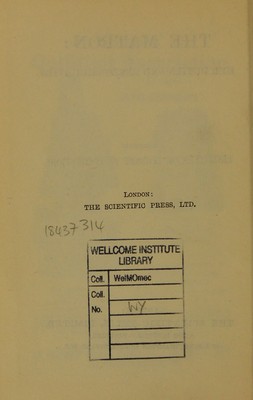 London:
THE SCIENTIFIC PRESS, LTD.
18437314
WELLCOME INSTITUTE
LIBRARY
Coll. WelMOmec
Coll.
No. WY